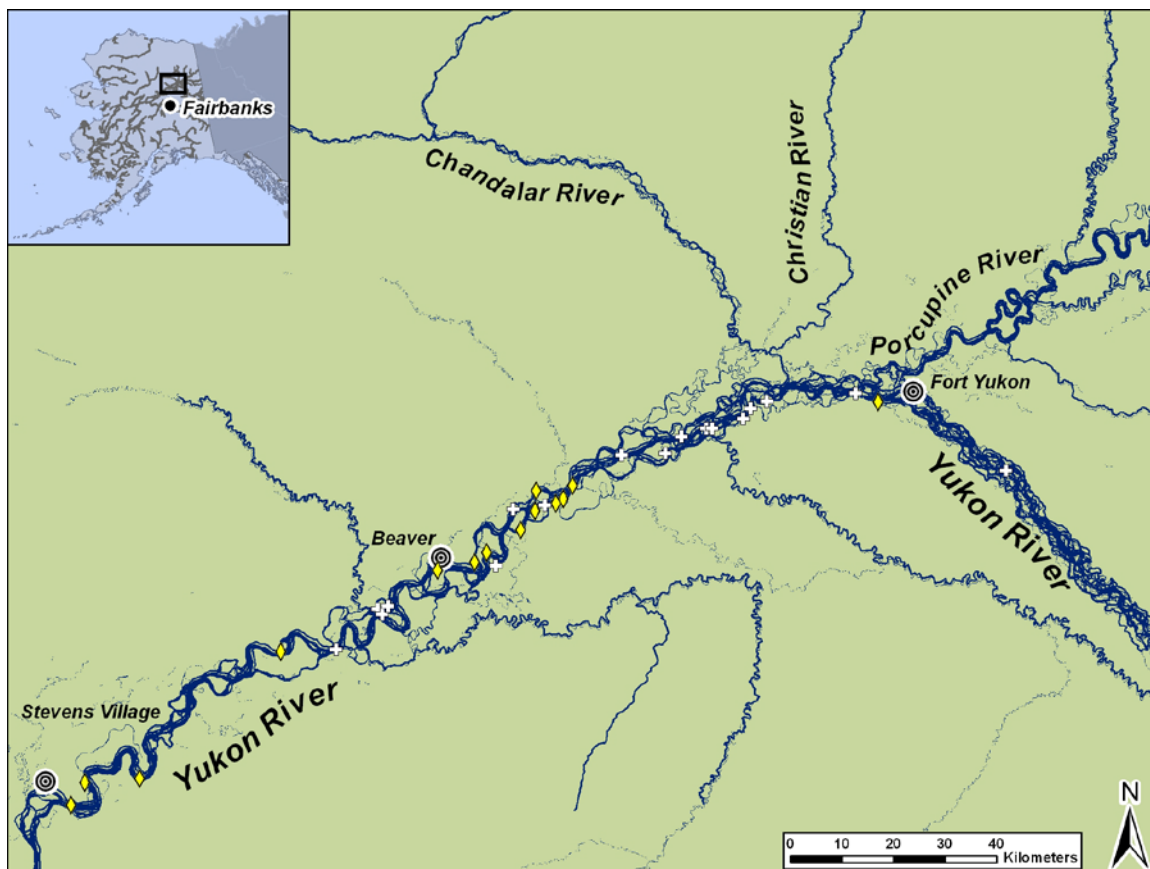 Fairbanks
Chandalar River
Christian River
Porcupine River
Fort Yukon
Yukon River
Beaver
Stevens Village
Yukon River
N
0 10 20 30 40
Kilometers